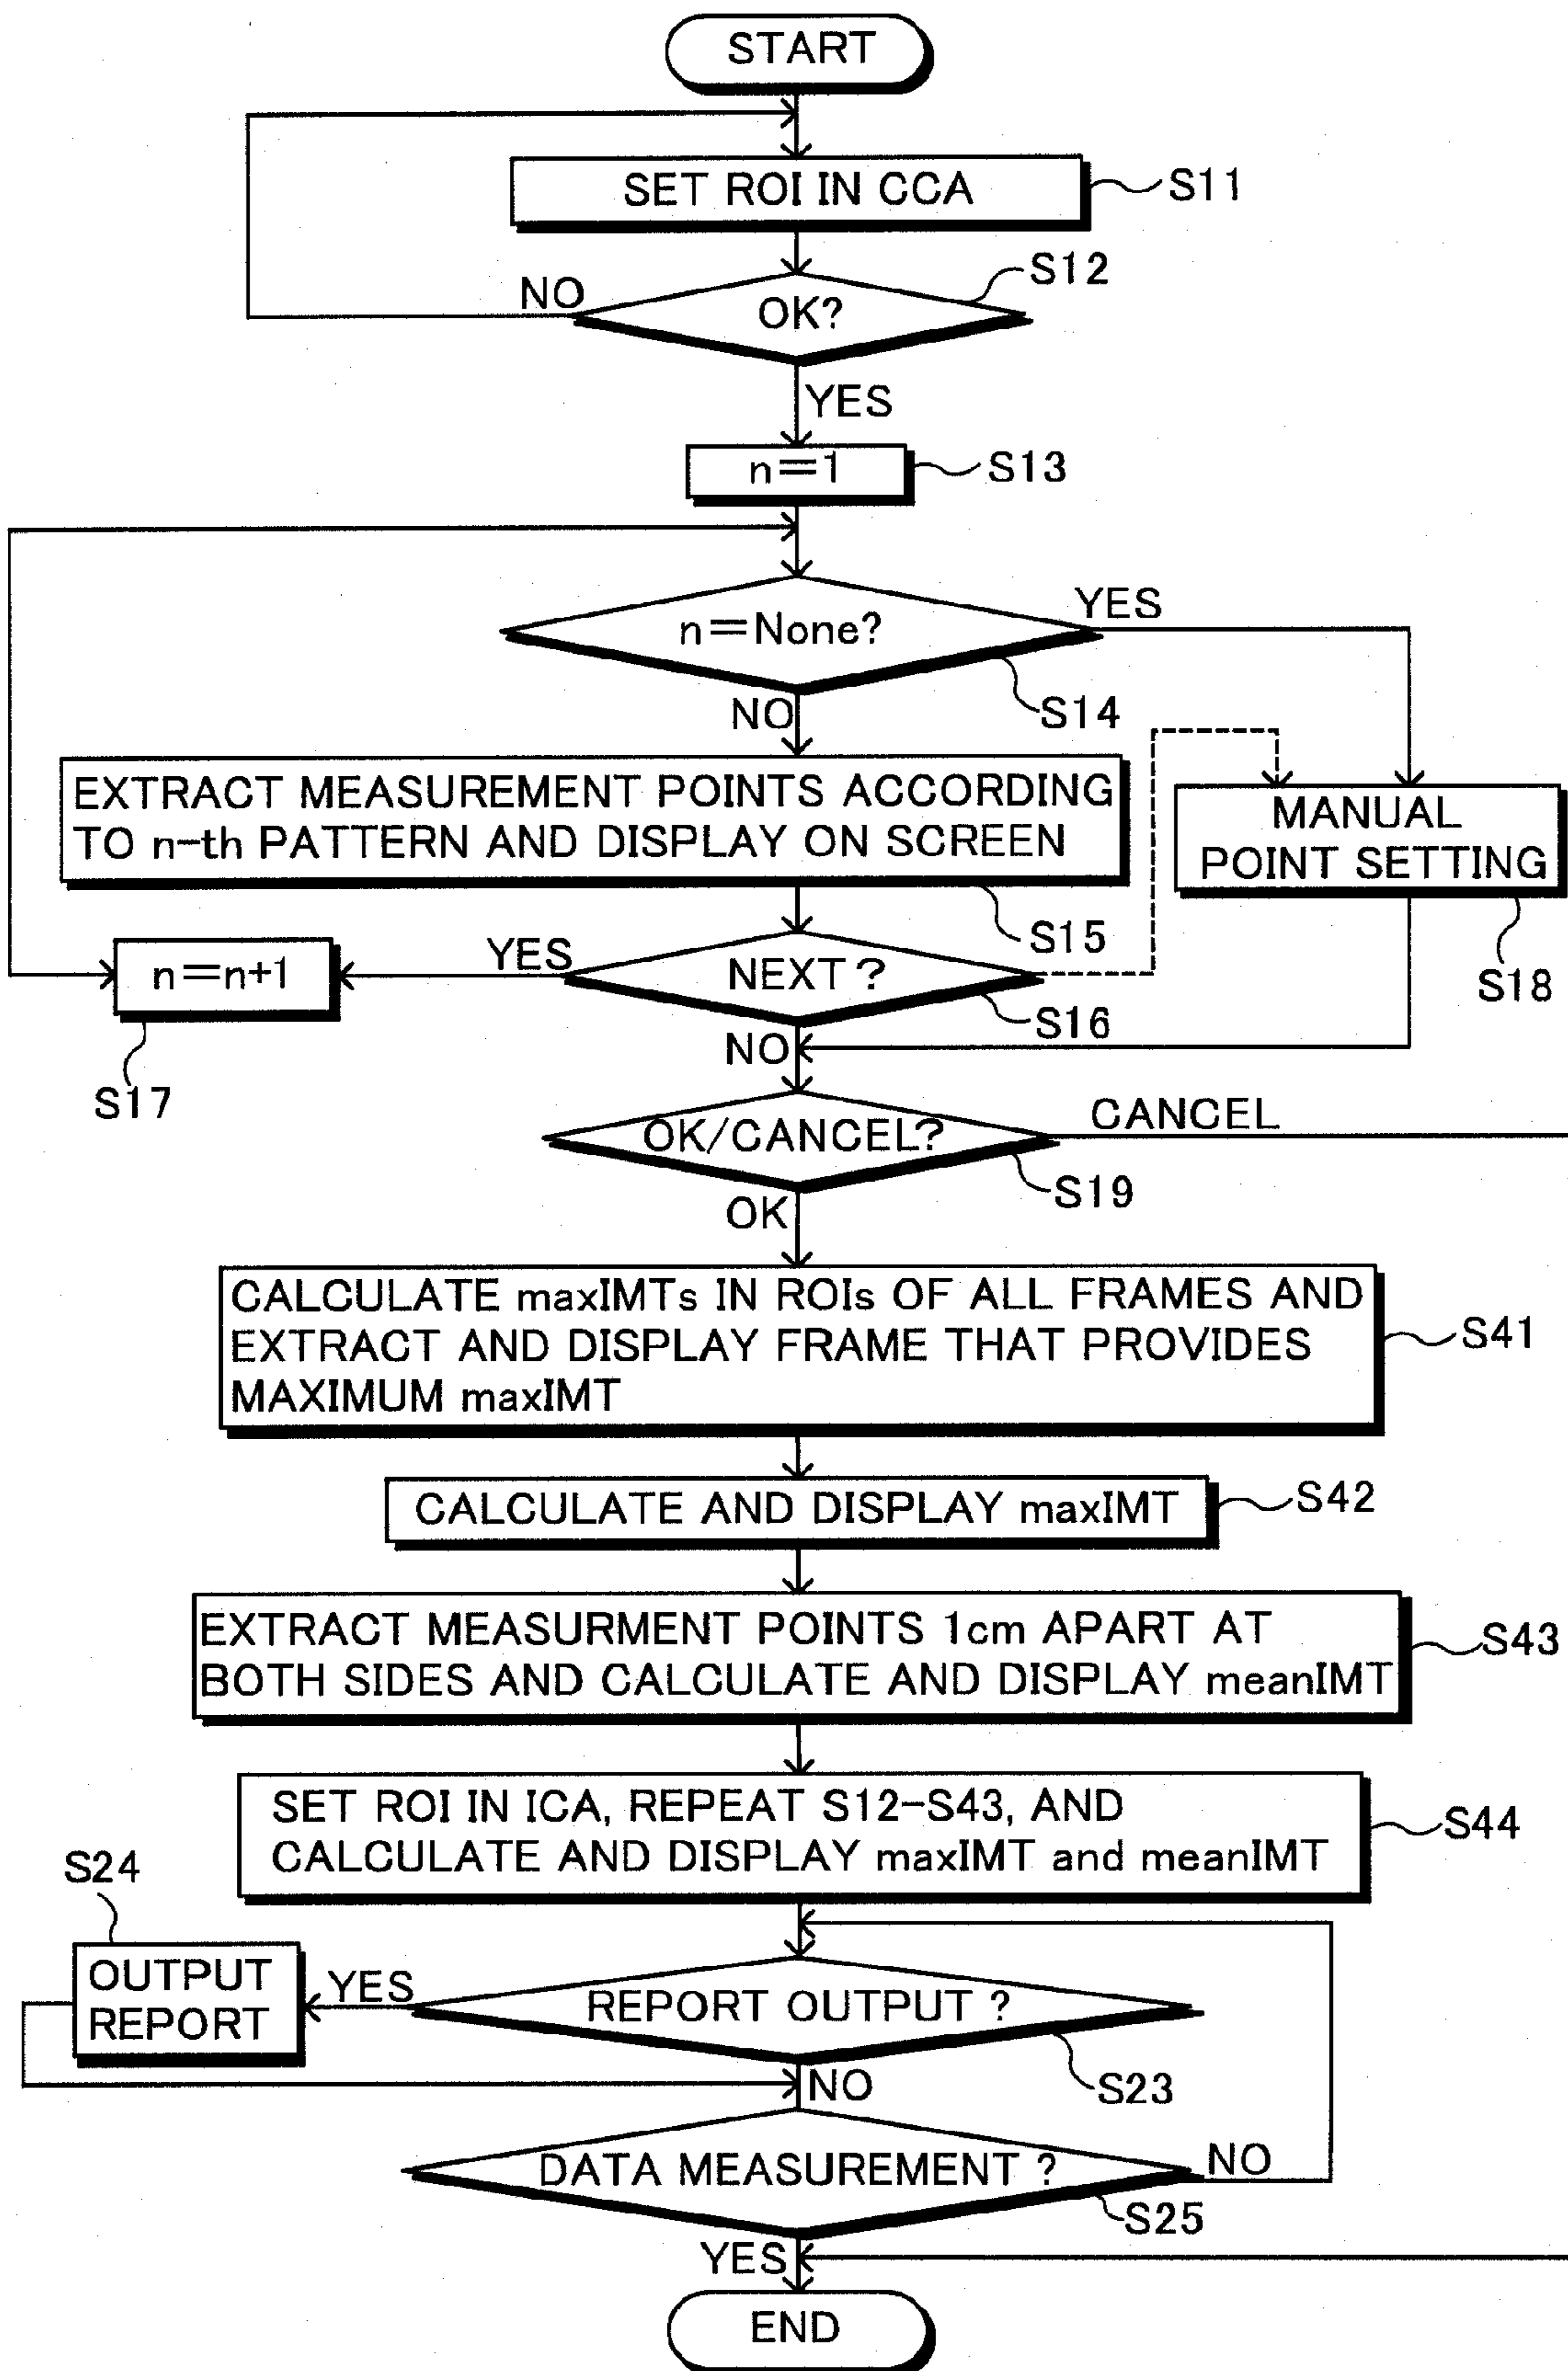 START
SET ROI IN CCA
S11
S12
NO
OK?
YES
n=1
S13
YES
n=None?
NO
S14
EXTRACT MEASUREMENT POINTS ACCORDING
TO n-th PATTERN AND DISPLAY ON SCREEN
MANUAL
POINT SETTING
S15
YES
n=n+1
NEXT ?
S18
S16
NO
S17
CANCEL
OK/CANCEL?
S19
OK
CALCULATE maxIMTs IN ROIs OF ALL FRAMES AND
EXTRACT AND DISPLAY FRAME THAT PROVIDES
MAXIMUM maxIMT
S41
CALCULATE AND DISPLAY maxIMT
S42
EXTRACT MEASURMENT POINTS 1cm APART AT
BOTH SIDES AND CALCULATE AND DISPLAY meanIMT
S43
SET ROI IN ICA, REPEAT S12-S43, AND
CALCULATE AND DISPLAY maxIMT and meanIMT
S44
S24
OUTPUT
REPORT
YES
REPORT OUTPUT ?
NO
S23
DATA MEASUREMENT ?
NO
S25
YES
END